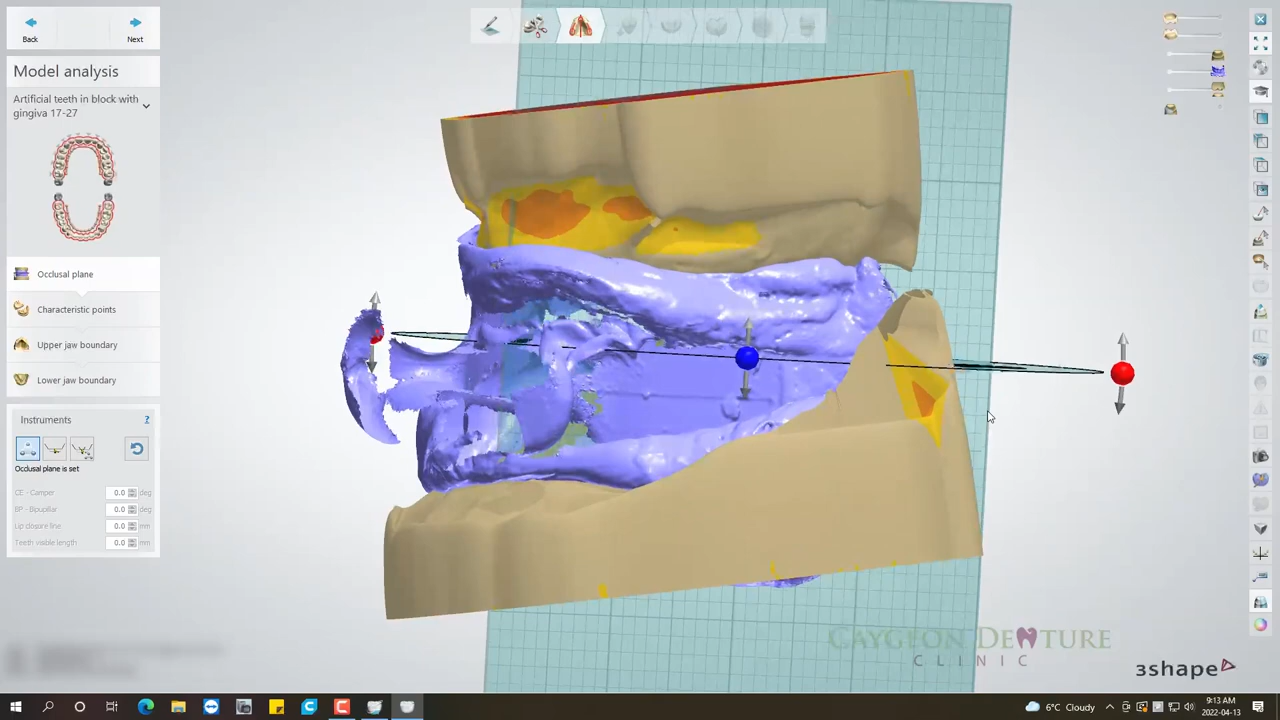 Back
Next
Model analysis
Artificial teeth in block with
gingiva 17-27
Occlusal plane
Characteristic points
Upper jaw boundary
Lower jaw boundary
Instruments
?
Occlusal plane is set
CE - Camper 0.0 deg
BP - Bipupillar 0.0 deg
Lip closure line: 0.0 mm
Teeth visible length: 0.0 mm
CAYGEON DENTURE
CLINIC
3shape
6°C Cloudy
9:13 AM
2022-04-13